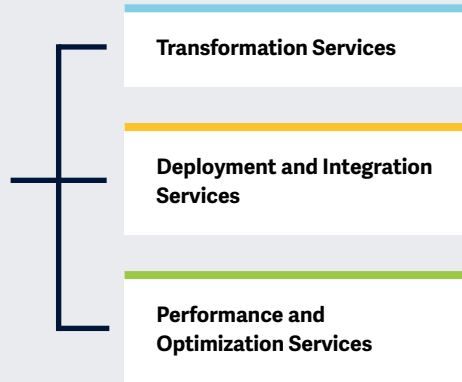 Transformation Services
Deployment and Integration
Services
Performance and
Optimization Services